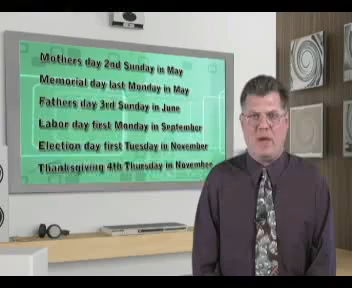 Mothers day 2nd Sunday in May
Memorial day last Monday in May
Fathers day 3rd Sunday in June
Labor day first Monday in September
Election day first Tuesday in November
Thanksgiving 4th Thursday in November